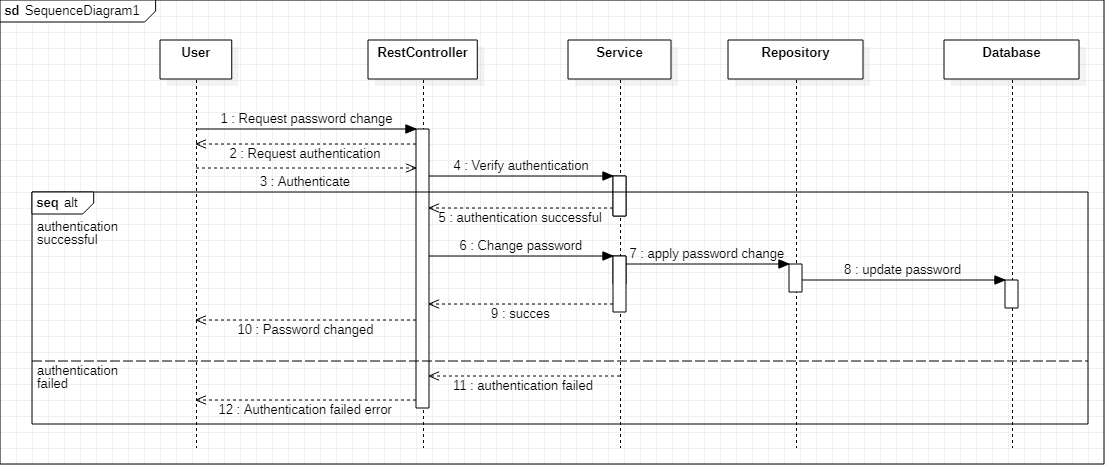 sd SequenceDiagram1
User
RestController
Service
Repository
Database
1 : Request password change
2 : Request authentication
3 : Authenticate
4 : Verify authentication
seq alt
authentication
successful
5 : authentication successful
6 : Change password
7 : apply password change
8 : update password
9 : succes
10 : Password changed
authentication
failed
11 : authentication failed
12 : Authentication failed error